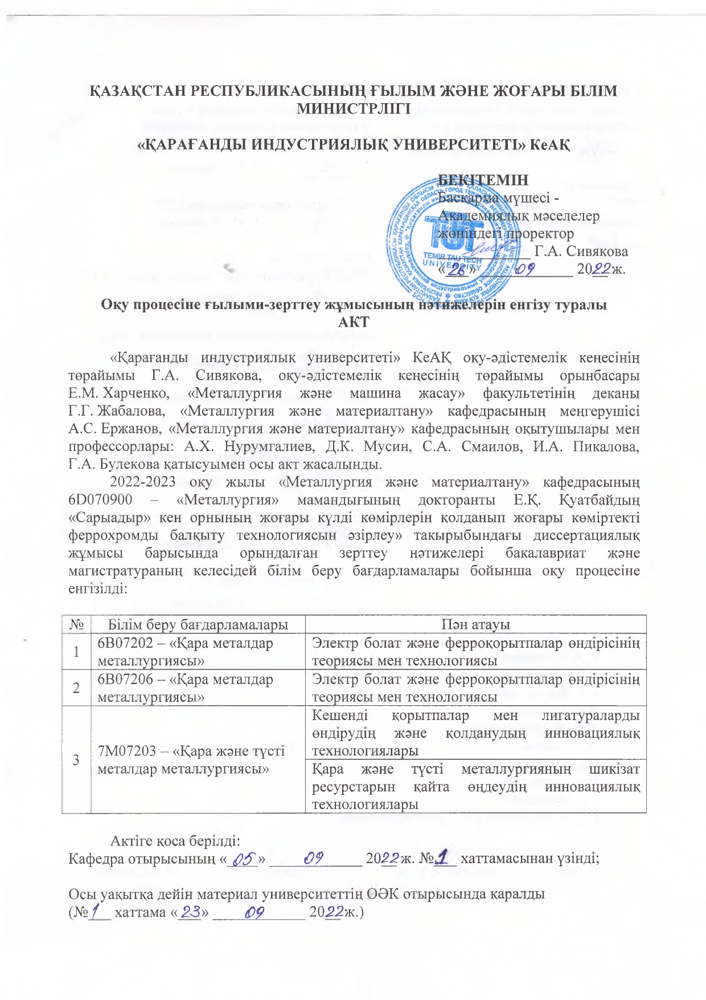 ҚАЗАҚСТАН РЕСПУБЛИКАСЫНЫҢ ҒЫЛЫМ ЖӘНЕ ЖОҒАРЫ БІЛІМ
МИНИСТРЛІГІ
«ҚАРАҒАНДЫ ИНДУСТРИЯЛЫҚ УНИВЕРСИТЕТІ» КеАҚ
БЕКІТЕМІН
Басқарма мүшесі -
Академиялық мәселелер
жөніндегі проректор
____________ Г.А. Сивякова
«26» 09 2022 ж.
TEMIR TAU TECH
UNIVERSITY
Оқу процесіне ғылыми-зерттеу жұмысының нәтижелерін енгізу туралы
АКТ
«Қарағанды индустриялық университеті» КеАҚ оқу-әдістемелік кеңесінің
төрайымы Г.А. Сивякова, оқу-әдістемелік кеңесінің төрайымы орынбасары
Е.М. Харченко, «Металлургия және машина жасау» факультетінің деканы
Г.Г. Жабалова, «Металлургия және материалтану» кафедрасының меңгерушісі
А.С. Ержанов, «Металлургия және материалтану» кафедрасының оқытушылары мен
профессорлары: А.Х. Нурумгалиев, Д.К. Мусин, С.А. Смаилов, И.А. Пикалова,
Г.А. Булекова қатысуымен осы акт жасалынды.
2022-2023 оқу жылы «Металлургия және материалтану» кафедрасының
6D070900 – «Металлургия» мамандығының докторанты Е.Қ. Қуатбайдың
«Сарыадыр» кен орнының жоғары күлді көмірлерін қолданып жоғары көміртекті
феррохромды балқыту технологиясын әзірлеу» тақырыбындағы диссертациялық
жұмысы барысында орындалған зерттеу нәтижелері бакалавриат және
магистратураның келесідей білім беру бағдарламалары бойынша оқу процесіне
енгізілді:
№ Білім беру бағдарламалары Пән атауы
1 6В07202 – «Қара металдар металлургиясы» Электр болат және ферроқорытпалар өндірісінің
теориясы мен технологиясы
2 6В07206 – «Қара металдар металлургиясы» Электр болат және ферроқорытпалар өндірісінің
теориясы мен технологиясы
3 7М07203 – «Қара және түсті металдар металлургиясы» Кешенді қорытпалар мен лигатураларды
өндірудің және қолданудың инновациялық
технологиялары
Қара және түсті металлургияның шикізат
ресурстарын қайта өңдеудің инновациялық
технологиялары
Актіге қоса берілді:
Кафедра отырысының «05» 09 2022 ж. №1 хаттамасынан үзінді;
Осы уақытқа дейін материал университеттің ОӘК отырысында қаралды
(№1 хаттама «23» 09 2022 ж.)